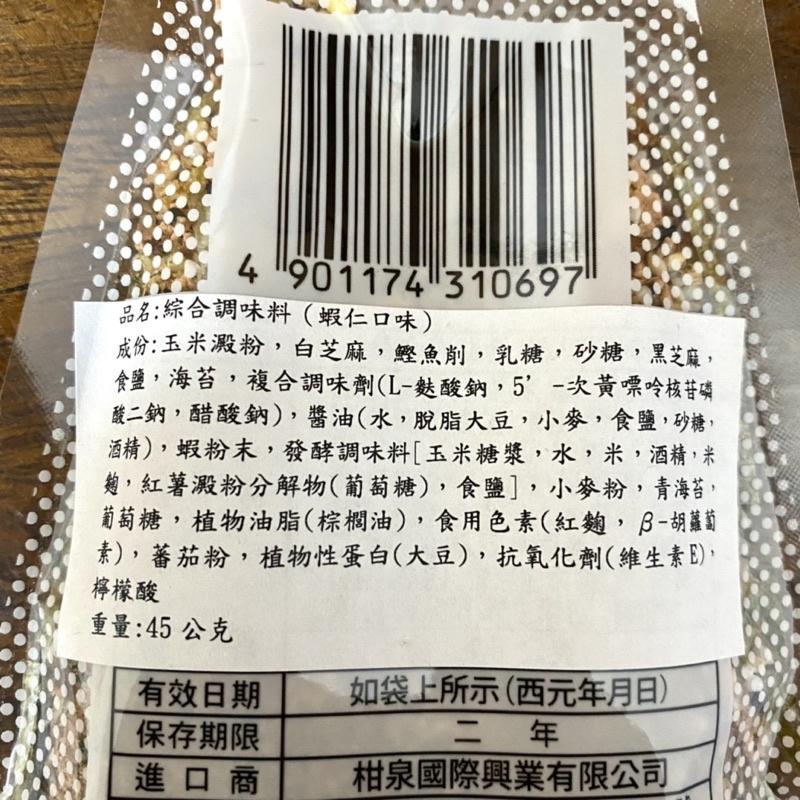 4 901174 310697
品名:綜合調味料（蝦仁口味）
成份:玉米澱粉，白芝麻，鰹魚削，乳糖，砂糖，黑芝麻，
食鹽，海苔，複合調味劑(L-麩酸鈉，5’-次黃嘌呤核苷磷
酸二鈉，醋酸鈉)，醬油(水，脫脂大豆，小麥，食鹽，砂糖，
酒精)，蝦粉末，發酵調味料[玉米糖漿，水，米，酒精，米
麴，紅薯澱粉分解物(葡萄糖)，食鹽]，小麥粉，青海苔，
葡萄糖，植物油脂(棕櫚油)，食用色素(紅麴，β-胡蘿蔔
素)，蕃茄粉，植物性蛋白(大豆)，抗氧化劑(維生素E)，
檸檬酸
重量:45 公克
有效日期 如袋上所示(西元年月日)
保存期限 二 年
進口商 柑泉國際興業有限公司